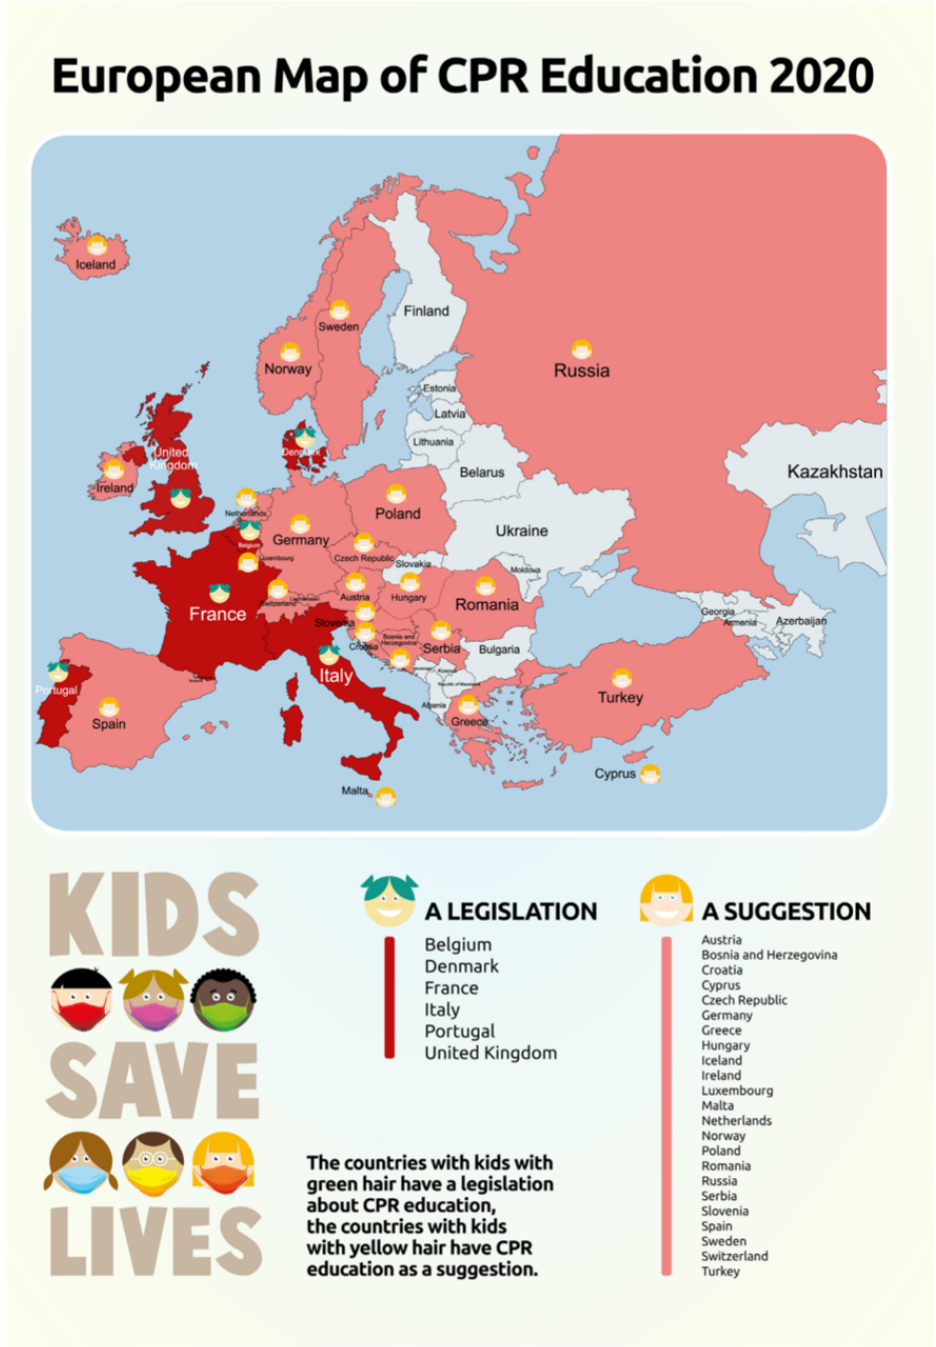 European Map of CPR Education 2020
Iceland
Finland
Sweden
Norway
Russia
Estonia
Latvia
Lithuania
United
Kingdom
Denmark
Belarus
Kazakhstan
Ireland
Netherlands
Poland
Ukraine
Belgium
Germany
Luxembourg
Czech Republic
Slovakia
Moldova
Switzerland
Liechtenstein
Austria
Hungary
Romania
France
Georgia
Armenia
Azerbaijan
Slovenia
Croatia
Bosnia and
Herzegovina
Serbia
Bulgaria
Italy
Kosovo
Portugal
Albania
Spain
Greece
Turkey
Cyprus
Malta
KIDS
SAVE
LIVES
A LEGISLATION
Belgium
Denmark
France
Italy
Portugal
United Kingdom
The countries with kids with
green hair have a legislation
about CPR education,
the countries with kids
with yellow hair have CPR
education as a suggestion.
A SUGGESTION
Austria
Bosnia and Herzegovina
Croatia
Cyprus
Czech Republic
Germany
Greece
Hungary
Iceland
Ireland
Luxembourg
Malta
Netherlands
Norway
Poland
Romania
Russia
Serbia
Slovenia
Spain
Sweden
Switzerland
Turkey